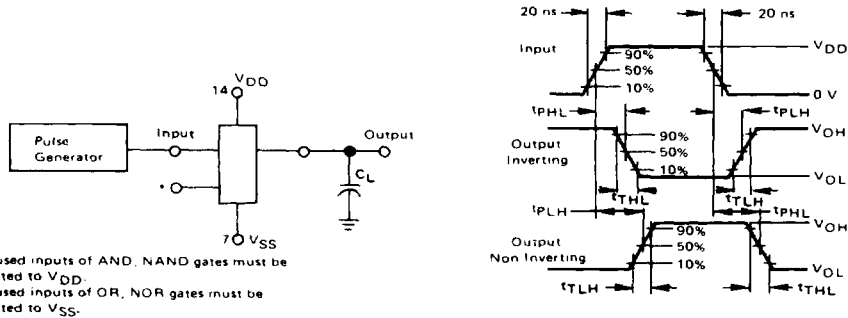 20 ns
20 ns
Input
VDD
90%
50%
10%
0 V
tPHL
tPLH
Output
Inverting
90%
50%
10%
VOH
VOL
tTHL
tTLH
tPLH
tPHL
Output
Non Inverting
90%
50%
10%
VOH
VOL
tTLH
tTHL
VDD
14
Pulse
Generator
Input
Output
*
CL
7
VSS
used inputs of AND, NAND gates must be
ted to VDD.
used inputs of OR, NOR gates must be
ted to VSS.